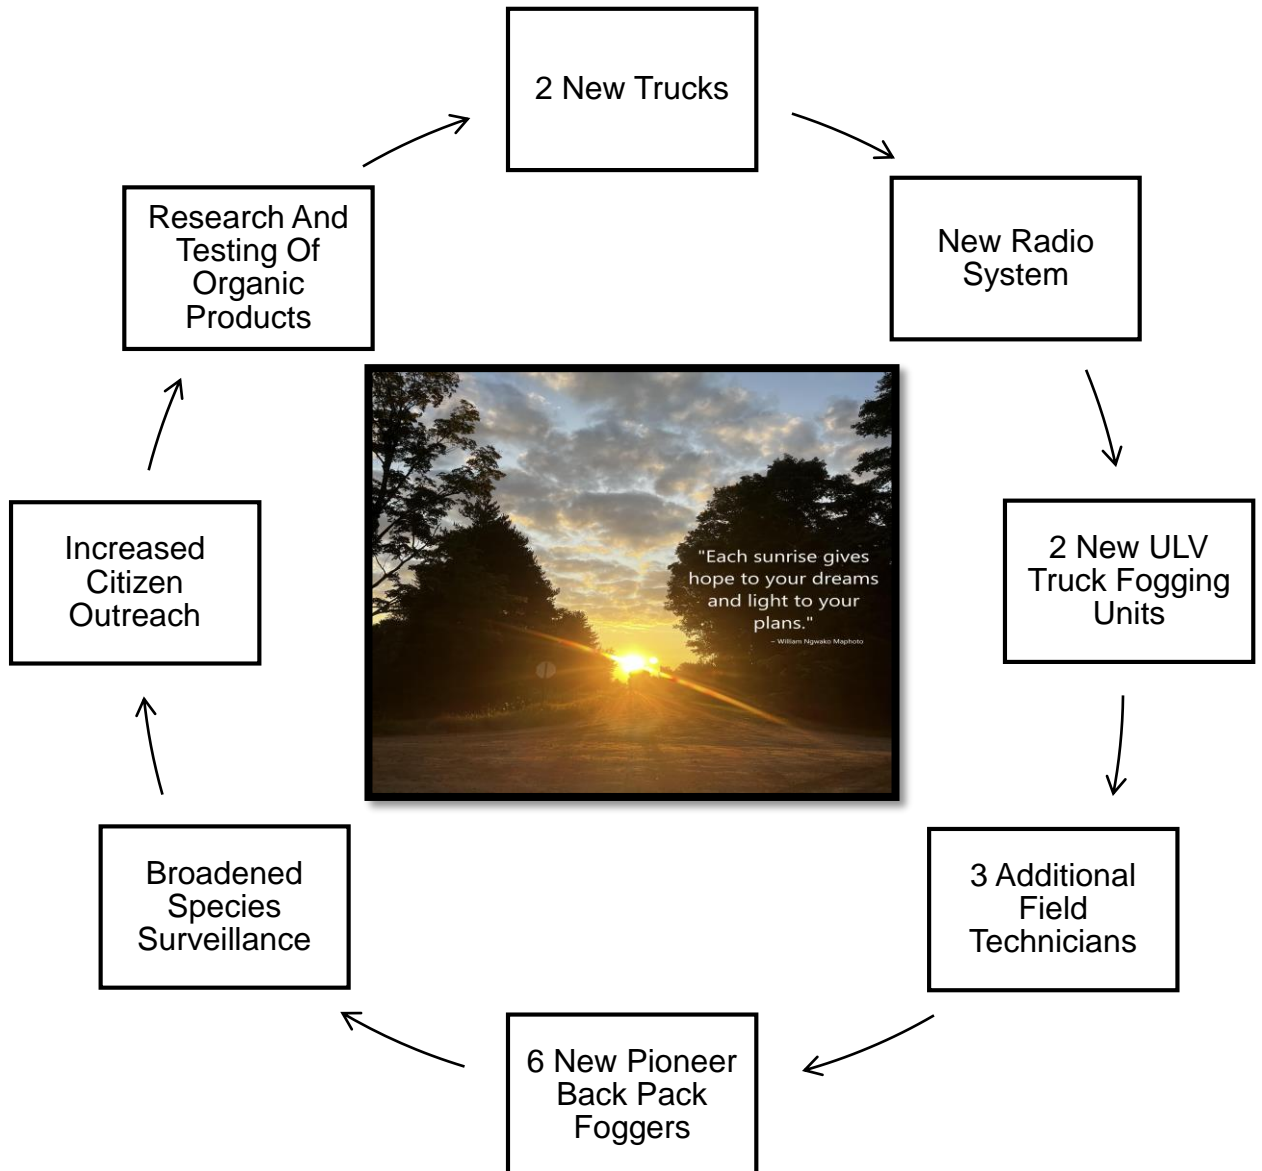 2 New Trucks
New Radio
System
2 New ULV
Truck Fogging
Units
3 Additional
Field
Technicians
6 New Pioneer
Back Pack
Foggers
Broadened
Species
Surveillance
Increased
Citizen
Outreach
Research And
Testing Of
Organic
Products
"Each sunrise gives
hope to your dreams
and light to your
plans."
~ William Ngwako Maphoto